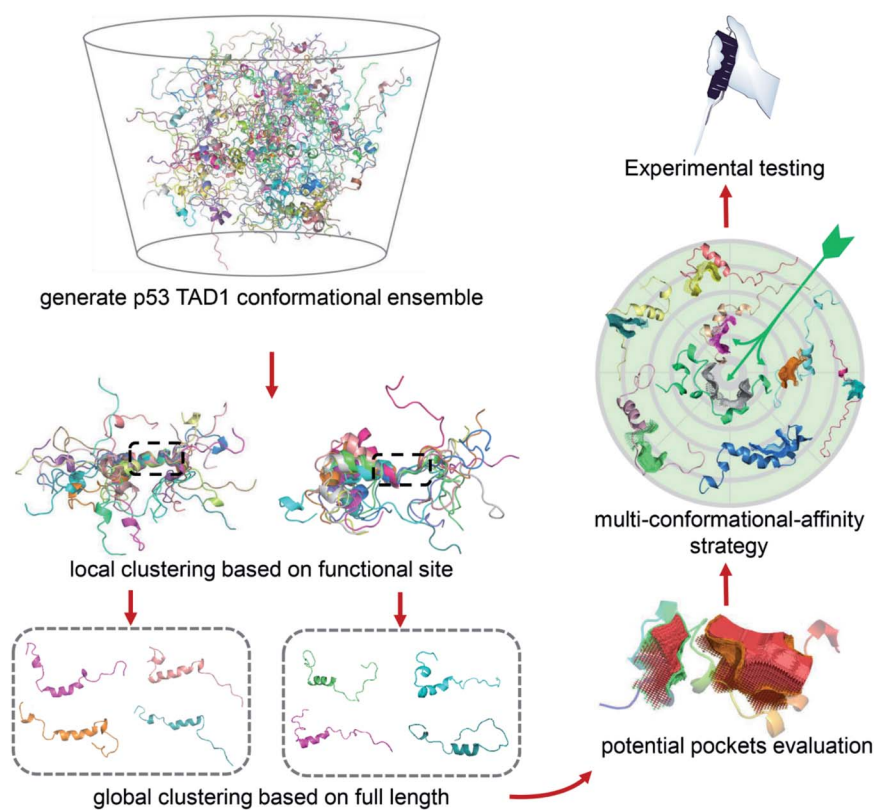 generate p53 TAD1 conformational ensemble
local clustering based on functional site
global clustering based on full length
potential pockets evaluation
multi-conformational-affinity
strategy
Experimental testing